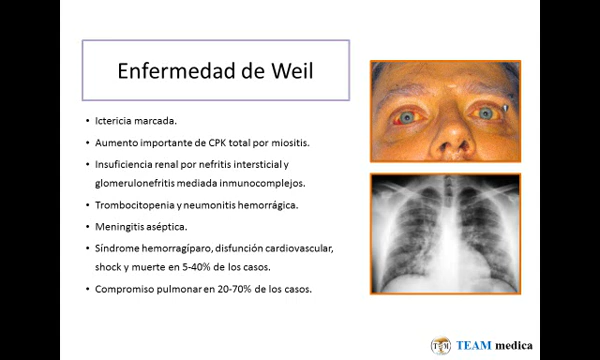 Enfermedad de Weil
• Ictericia marcada.
• Aumento importante de CPK total por miositis.
• Insuficiencia renal por nefritis intersticial y
glomerulonefritis mediada inmunocomplejos.
• Trombocitopenia y neumonitis hemorrágica.
• Meningitis aséptica.
• Síndrome hemorragíparo, disfunción cardiovascular,
shock y muerte en 5-40% de los casos.
• Compromiso pulmonar en 20-70% de los casos.
TEAM medica